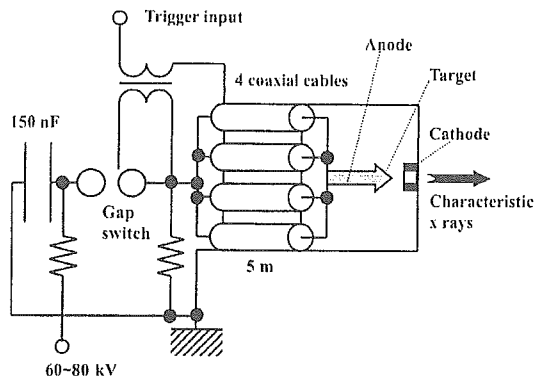 Trigger input
Anode
4 coaxial cables
Target
150 nF
Cathode
Gap
switch
Characteristic
x rays
5 m
60~80 kV